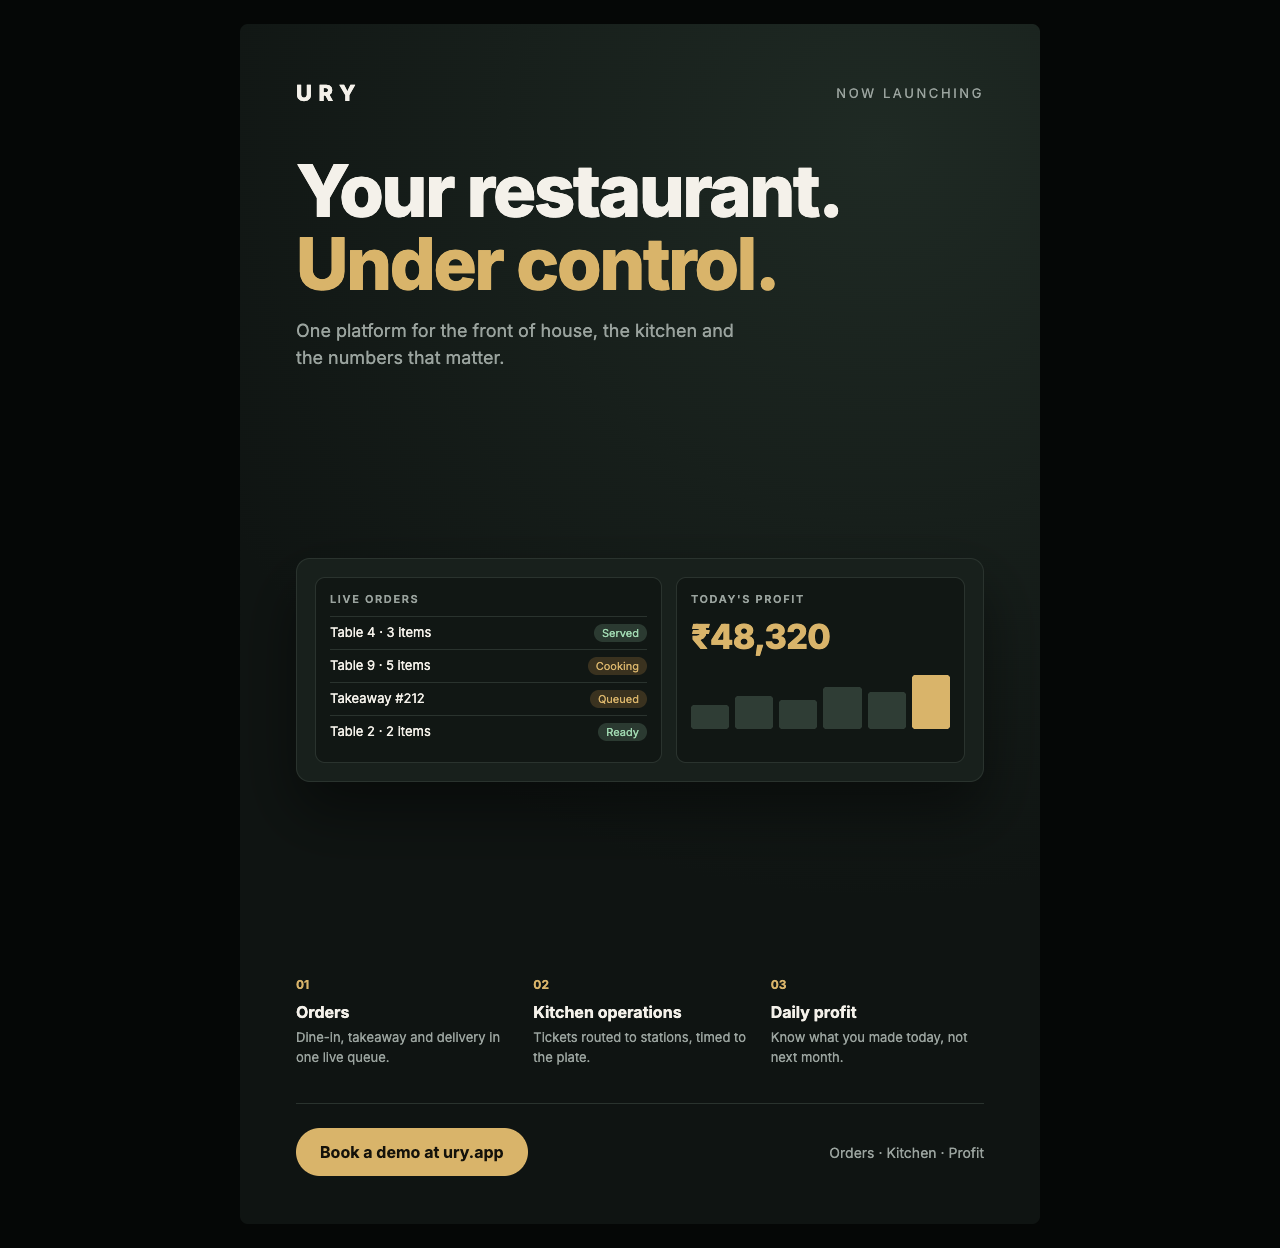 URY
NOW LAUNCHING
Your restaurant.
Under control.
One platform for the front of house, the kitchen and
the numbers that matter.
LIVE ORDERS
Table 4 · 3 items
Served
Table 9 · 5 items
Cooking
Takeaway #212
Queued
Table 2 · 2 items
Ready
TODAY'S PROFIT
₹48,320
01
Orders
Dine-in, takeaway and delivery in
one live queue.
02
Kitchen operations
Tickets routed to stations, timed to
the plate.
03
Daily profit
Know what you made today, not
next month.
Book a demo at ury.app
Orders · Kitchen · Profit